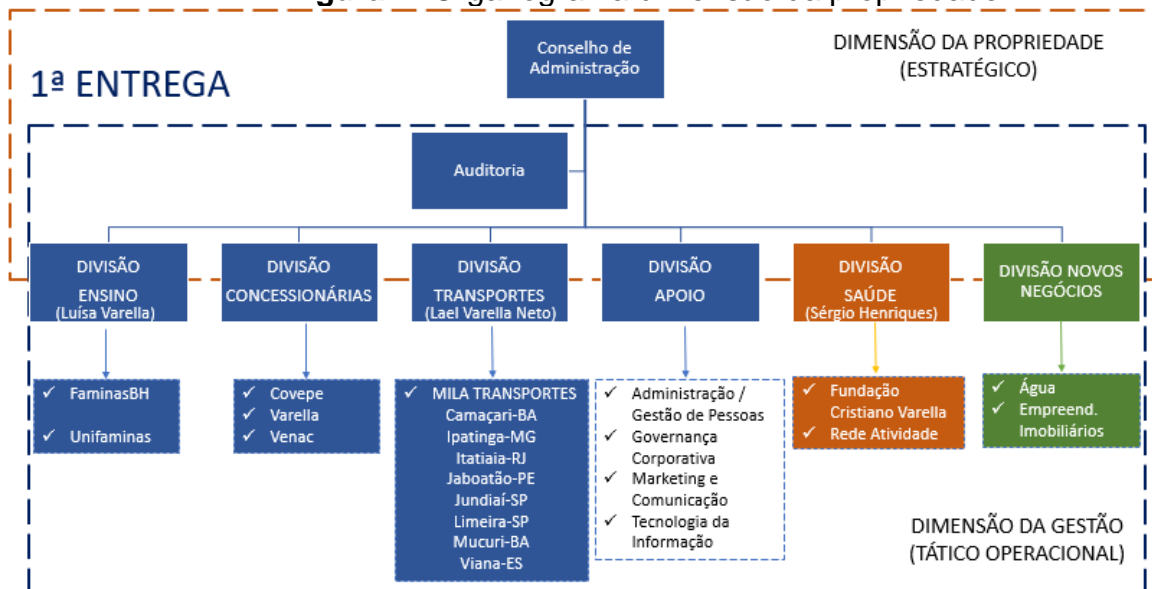 Conselho de
Administração
DIMENSÃO DA PROPRIEDADE
(ESTRATÉGICO)
1ª ENTREGA
Auditoria
DIVISÃO
ENSINO
(Luísa Varella)
DIVISÃO
CONCESSIONÁRIAS
DIVISÃO
TRANSPORTES
(Lael Varella Neto)
DIVISÃO
APOIO
DIVISÃO
SAÚDE
(Sérgio Henriques)
DIVISÃO NOVOS
NEGÓCIOS
✓ FaminasBH
✓ Unifaminas
✓ Covepe
✓ Varella
✓ Venac
✓ MILA TRANSPORTES
Camaçari-BA
Ipatinga-MG
Itatiaia-RJ
Jaboatão-PE
Jundiaí-SP
Limeira-SP
Mucuri-BA
Viana-ES
✓ Administração /
Gestão de Pessoas
✓ Governança
Corporativa
✓ Marketing e
Comunicação
✓ Tecnologia da
Informação
✓ Fundação
Cristiano Varella
✓ Rede Atividade
✓ Água
✓ Empreend.
Imobiliários
DIMENSÃO DA GESTÃO
(TÁTICO OPERACIONAL)